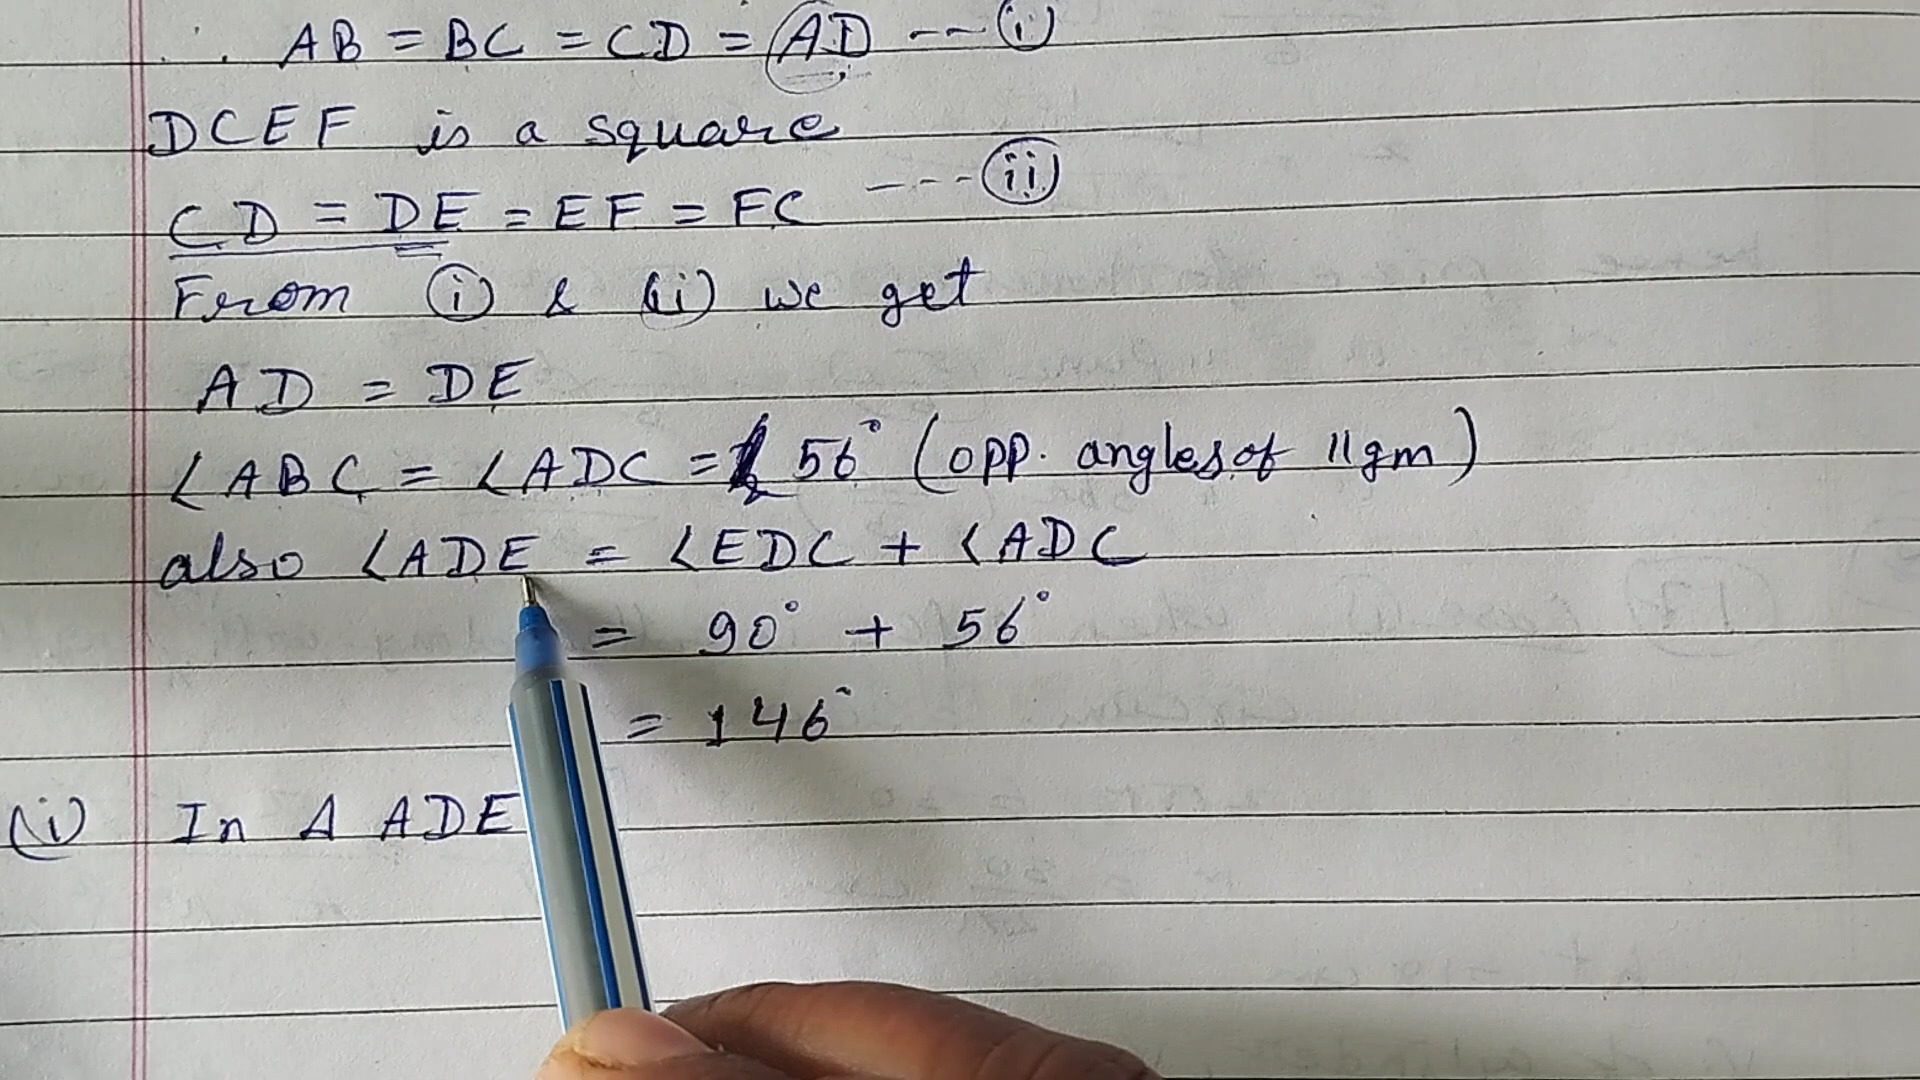 ∴ AB = BC = CD = AD --- (i)
DCEF is a square
CD = DE = EF = FC --- (ii)
From (i) & (ii) we get
AD = DE
∠ABC = ∠ADC = 56° (opp. angles of ||gm)
also ∠ADE = ∠EDC + ∠ADC
= 90° + 56°
= 146°
(i) In Δ ADE